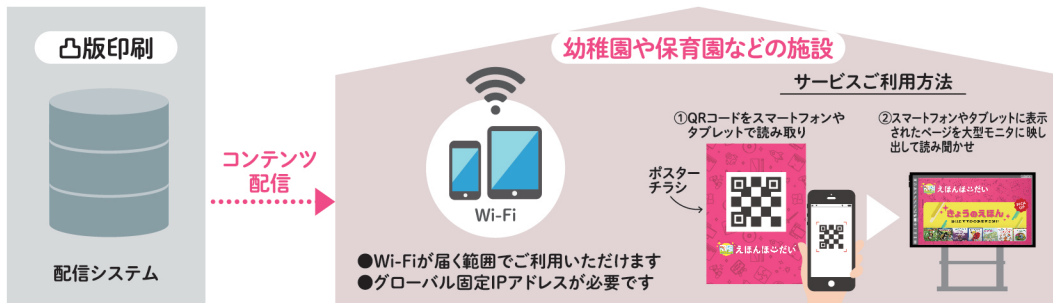 凸版印刷
配信システム
コンテンツ
配信
幼稚園や保育園などの施設
Wi-Fi
●Wi-Fiが届く範囲でご利用いただけます
●グローバル固定IPアドレスが必要です
サービスご利用方法
①QRコードをスマートフォンや
タブレットで読み取り
ポスター
チラシ
えほんほーだい
②スマートフォンやタブレットに表示
されたページを大型モニタに映し
出して読み聞かせ
えほんほーだい
きょうのえほん